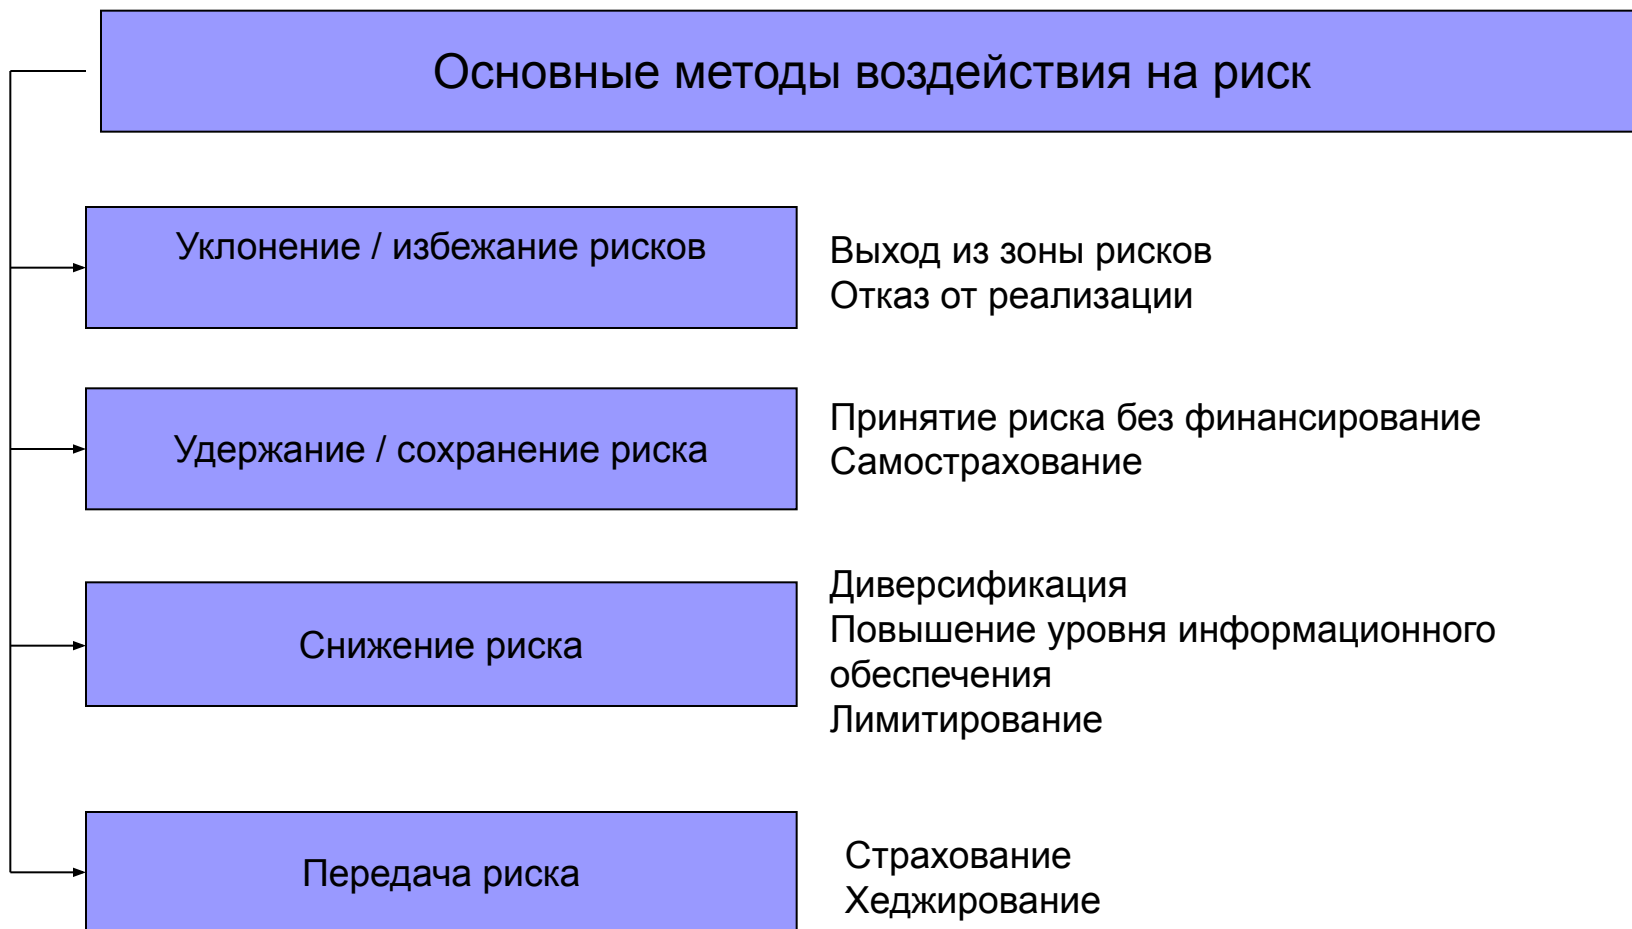 Основные методы воздействия на риск
Уклонение / избежание рисков
Выход из зоны рисков
Отказ от реализации
Удержание / сохранение риска
Принятие риска без финансирование
Самострахование
Снижение риска
Диверсификация
Повышение уровня информационного
обеспечения
Лимитирование
Передача риска
Страхование
Хеджирование